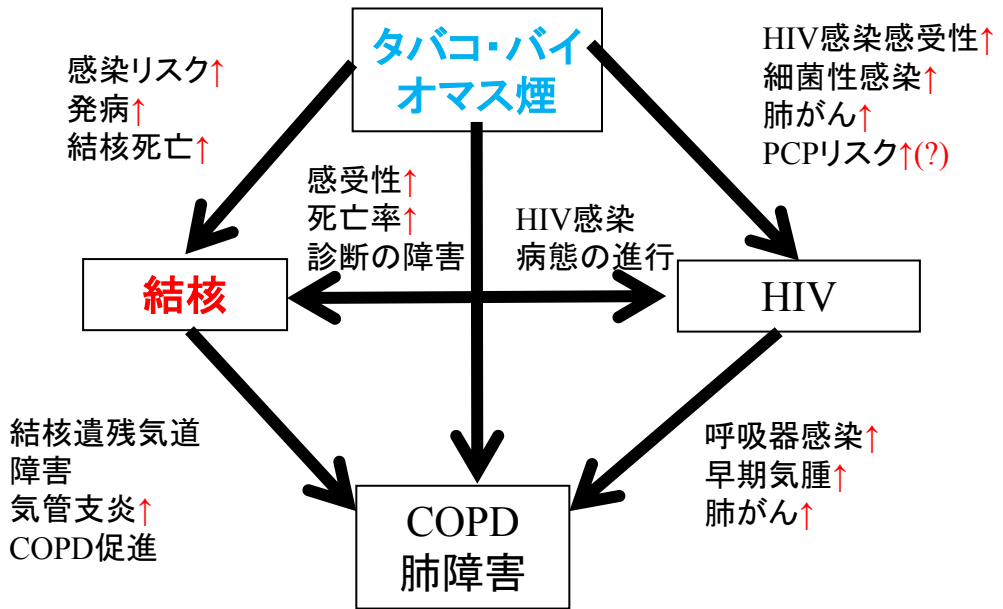 タバコ・バイ
オマス煙
感染リスク↑
発病↑
結核死亡↑
HIV感染感受性↑
細菌性感染↑
肺がん↑
PCPリスク↑(?)
感受性↑
死亡率↑
診断の障害
HIV感染
病態の進行
結核
HIV
結核遺残気道
障害
気管支炎↑
COPD促進
呼吸器感染↑
早期気腫↑
肺がん↑
COPD
肺障害